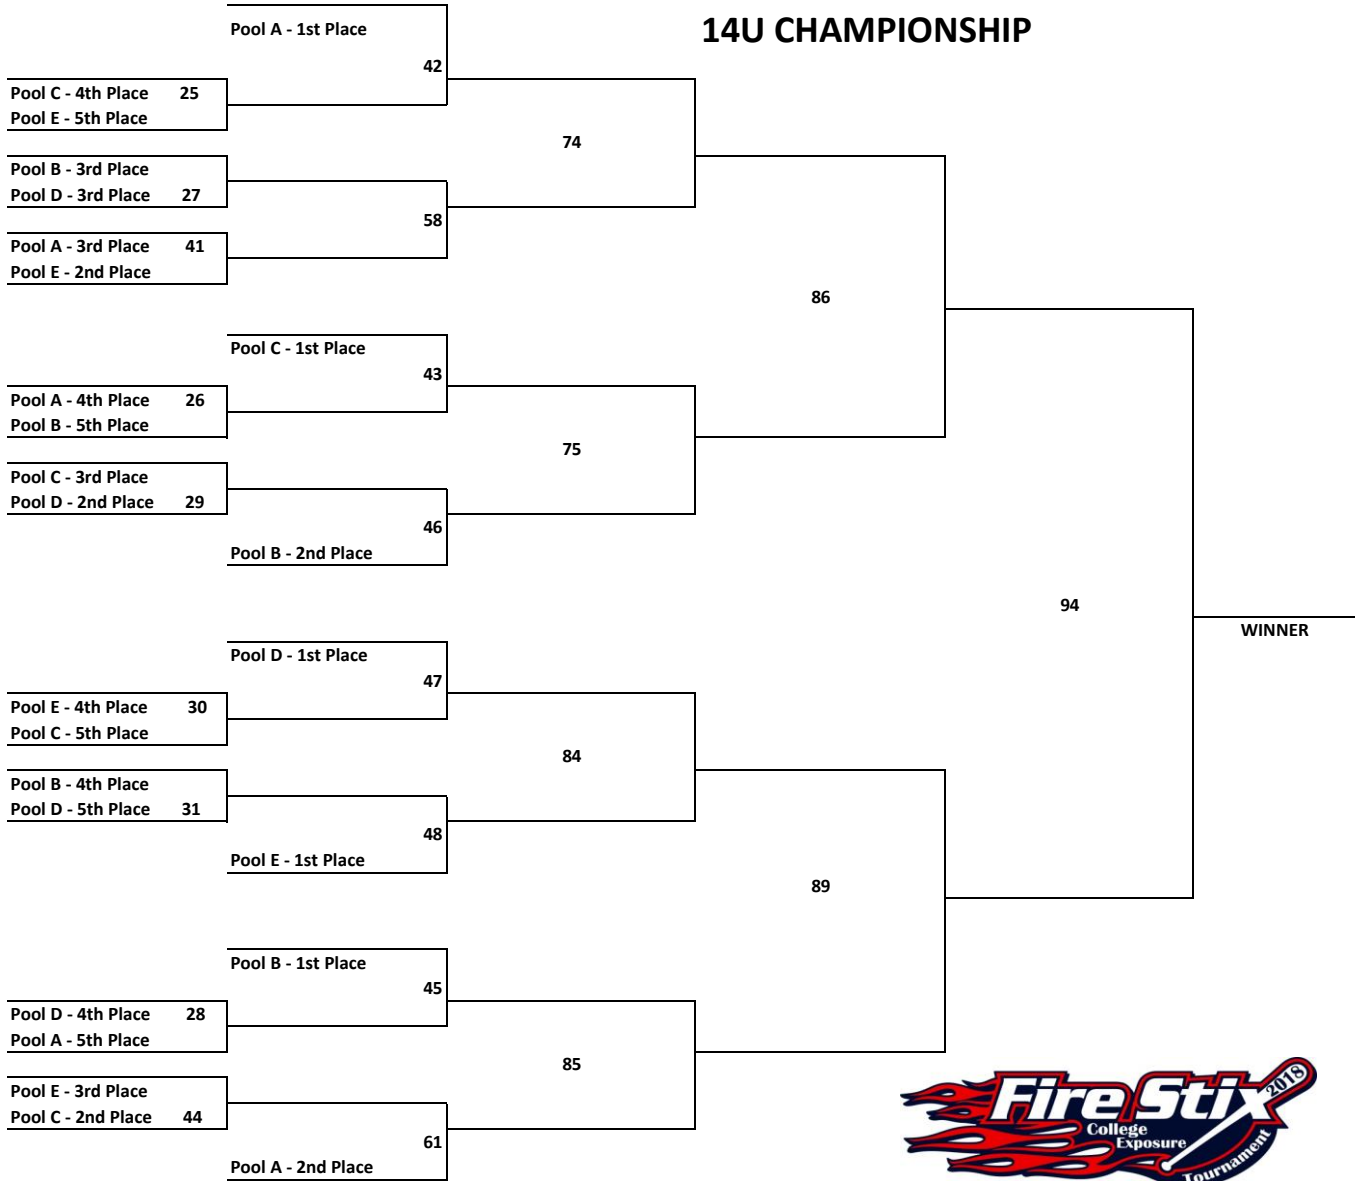 14U CHAMPIONSHIP
Pool A - 1st Place
42
Pool C - 4th Place 25
Pool E - 5th Place
74
Pool B - 3rd Place
Pool D - 3rd Place 27
58
Pool A - 3rd Place 41
Pool E - 2nd Place
86
Pool C - 1st Place
43
Pool A - 4th Place 26
Pool B - 5th Place
75
Pool C - 3rd Place
Pool D - 2nd Place 29
46
Pool B - 2nd Place
94
WINNER
Pool D - 1st Place
47
Pool E - 4th Place 30
Pool C - 5th Place
84
Pool B - 4th Place
Pool D - 5th Place 31
48
Pool E - 1st Place
89
Pool B - 1st Place
45
Pool D - 4th Place 28
Pool A - 5th Place
85
Pool E - 3rd Place
Pool C - 2nd Place 44
61
Pool A - 2nd Place
Fire Stix 2018
College
Exposure
Tournament